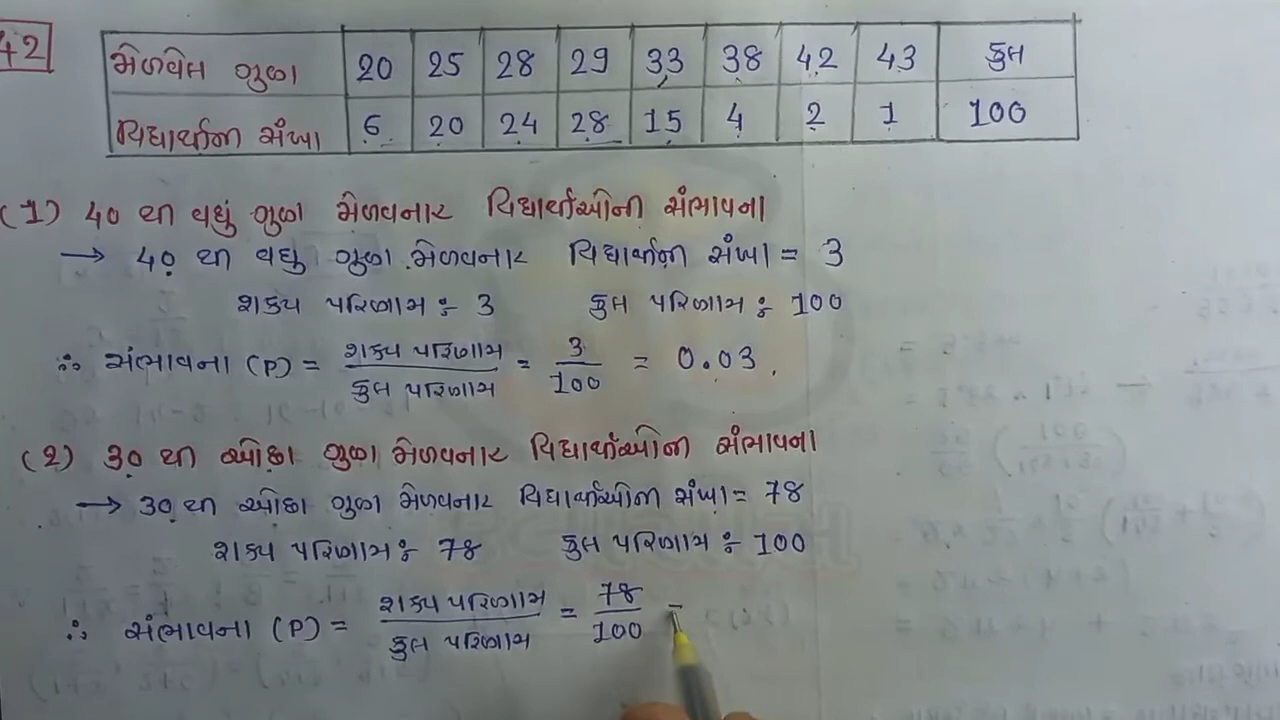 42
મેળવેલ ગુણ 20 25 28 29 33 38 42 43 કુલ
વિદ્યાર્થીની સંખ્યા 6 20 24 28 15 4 2 1 100
(1) 40 થી વધુ ગુણ મેળવનાર વિદ્યાર્થીઓની સંભાવના
→ 40 થી વધુ ગુણ મેળવનાર વિદ્યાર્થીની સંખ્યા = 3
શક્ય પરિણામ : 3 કુલ પરિણામ : 100
∴ સંભાવના (P) = શક્ય પરિણામ / કુલ પરિણામ = 3/100 = 0.03
(2) 30 થી ઓછા ગુણ મેળવનાર વિદ્યાર્થીઓની સંભાવના
→ 30 થી ઓછા ગુણ મેળવનાર વિદ્યાર્થીઓની સંખ્યા = 78
શક્ય પરિણામ : 78 કુલ પરિણામ : 100
∴ સંભાવના (P) = શક્ય પરિણામ / કુલ પરિણામ = 78/100 =